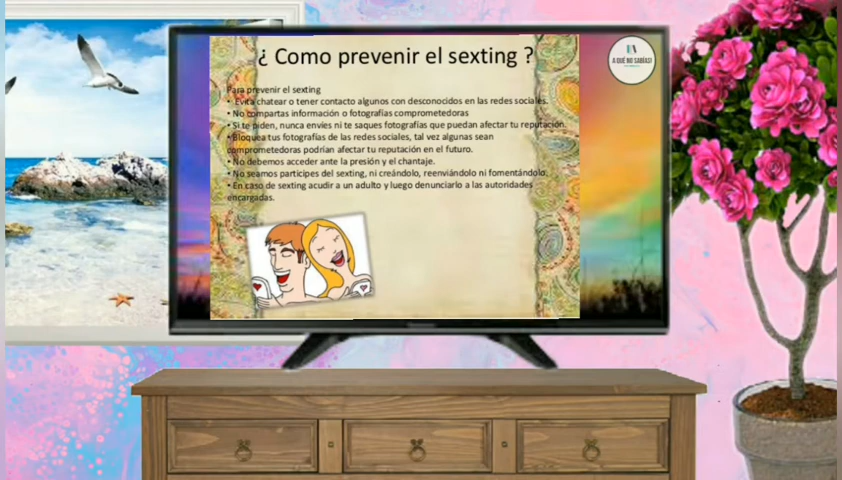 ¿ Como prevenir el sexting ?
A QUÉ NO SABÍAS!
Para prevenir el sexting
• Evita chatear o tener contacto algunos con desconocidos en las redes sociales.
• No compartas información o fotografías comprometedoras
• Si te piden, nunca envíes ni te saques fotografías que puedan afectar tu reputación.
• Bloquea tus fotografías de las redes sociales, tal vez algunas sean
comprometedoras podrían afectar tu reputación en el futuro.
• No debemos acceder ante la presión y el chantaje.
• No seamos participes del sexting, ni creándolo, reenviándolo ni fomentándolo.
• En caso de sexting acudir a un adulto y luego denunciarlo a las autoridades
encargadas.